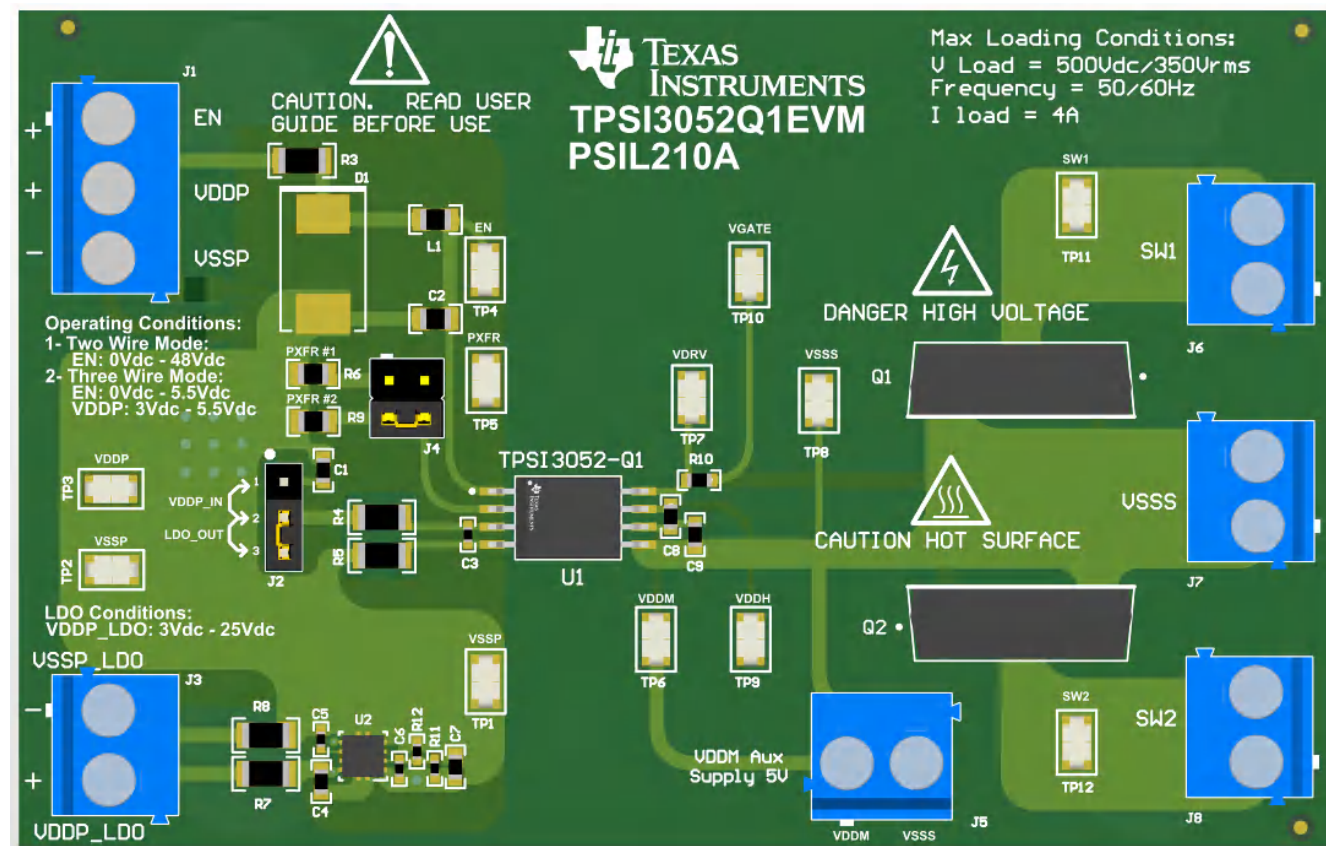 J1
EN
+
VDDP
+
VSSP
-
CAUTION.  READ USER
GUIDE BEFORE USE
TEXAS
INSTRUMENTS
TPSI3052Q1EVM
PSIL210A
Max Loading Conditions:
V Load = 500Vdc/350Vrms
Frequency = 50/60Hz
I load = 4A
R3
D1
L1
C2
EN
TP4
PXFR
TP5
VGATE
TP10
SW1
TP11
SW1
J6
DANGER HIGH VOLTAGE
Operating Conditions:
1- Two Wire Mode:
EN: 0Vdc - 48Vdc
2- Three Wire Mode:
EN: 0Vdc - 5.5Vdc
VDDP: 3Vdc - 5.5Vdc
PXFR #1
R6
PXFR #2
R9
J4
VDRV
TP7
VSSS
TP8
Q1
VDDP
TP3
VSSP
TP2
VDDP_IN
LDO_OUT
1
2
3
J2
C1
R4
R5
C3
TPSI3052-Q1
TEXAS
INSTRUMENTS
U1
R10
C8
C9
CAUTION HOT SURFACE
VSSS
J7
LDO Conditions:
VDDP_LDO: 3Vdc - 25Vdc
VSSP_LDO
J3
-
+
VDDP_LDO
R8
R7
C5
C4
U2
C6
R12
R11
C7
VSSP
TP1
VDDM
TP6
VDDH
TP9
Q2
VDDM Aux
Supply 5V
VDDM
VSSS
J5
SW2
TP12
SW2
J8